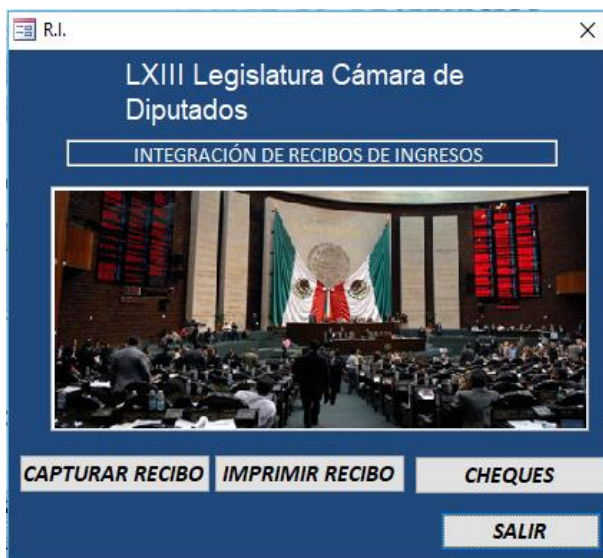 R.I.
LXIII Legislatura Cámara de
Diputados
INTEGRACIÓN DE RECIBOS DE INGRESOS
CAPTURAR RECIBO IMPRIMIR RECIBO CHEQUES
SALIR